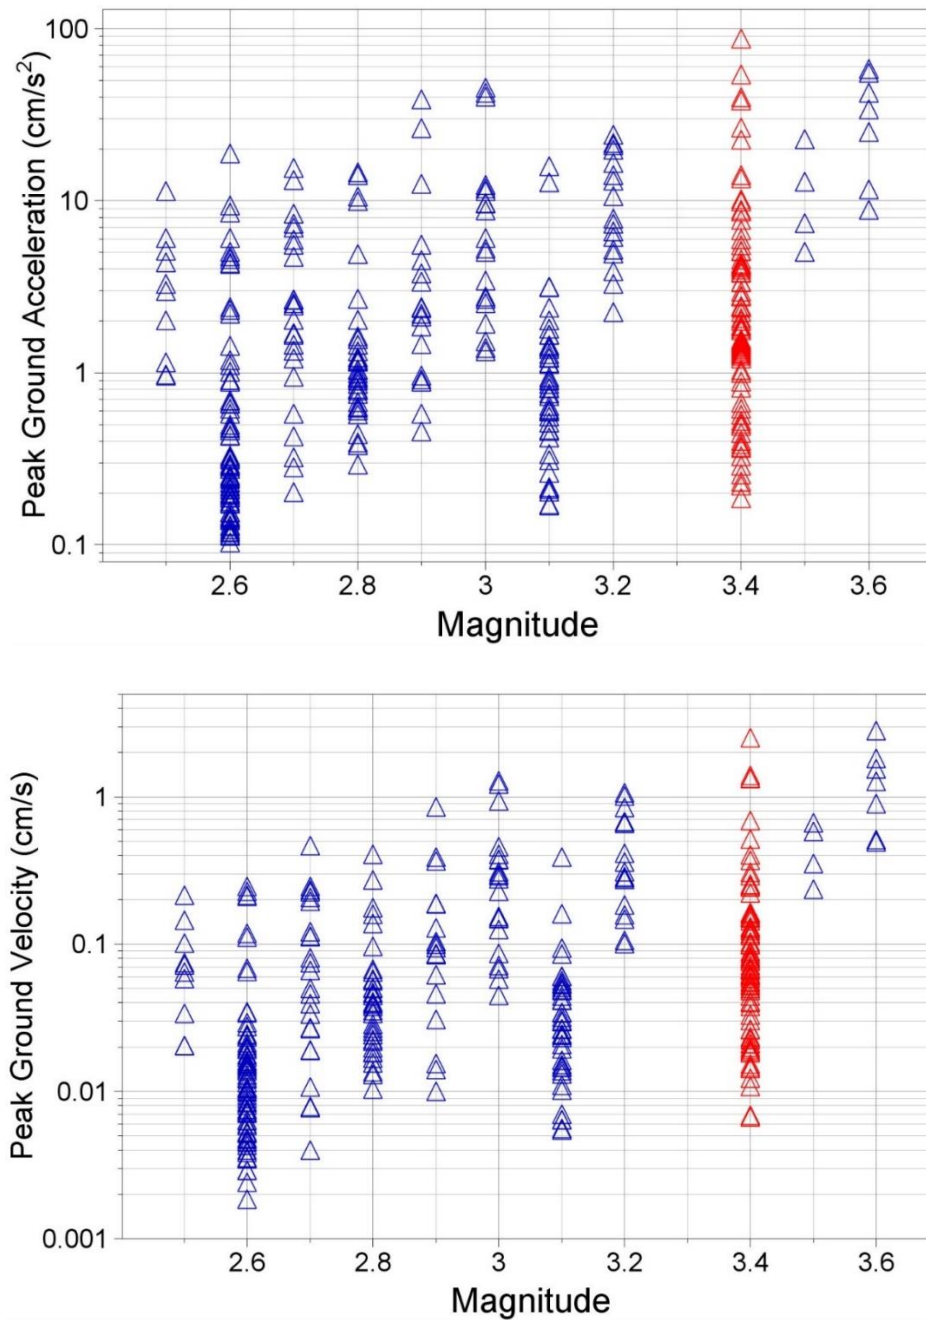 Peak Ground Acceleration (cm/s²)
100
10
1
0.1
2.6 2.8 3 3.2 3.4 3.6
Magnitude
Peak Ground Velocity (cm/s)
1
0.1
0.01
0.001
2.6 2.8 3 3.2 3.4 3.6
Magnitude